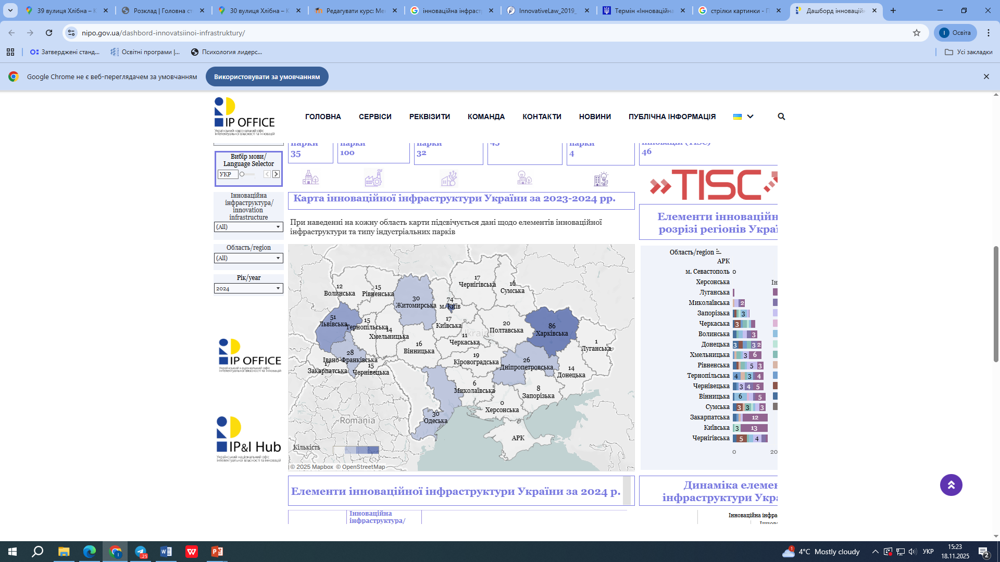 39 вулиця Хлібна – К
Розклад | Головна ст
30 вулиця Хлібна – К
Редагувати курс: Ме
інноваційна інфраст
InnovativeLaw_2019_
Термін «Інноваційна
стрілки картинки - П
Дашборд інноваційн
nipo.gov.ua/dashbord-innovatsiinoi-infrastruktury/
І Освіта
Затверджені станд...
Освітні програми |...
Психология лидерс...
Усі закладки
Google Chrome не є веб-переглядачем за умовчанням
Використовувати за умовчанням
IP OFFICE
Український національний офіс
інтелектуальної власності та інновацій
ГОЛОВНА
СЕРВІСИ
РЕКВІЗИТИ
КОМАНДА
КОНТАКТИ
НОВИНИ
ПУБЛІЧНА ІНФОРМАЦІЯ
парки
35
парки
100
парки
32
45
парки
4
інновацій (TISC)
46
Вибір мови/
Language Selector
УКР
TISC
Інноваційна
інфраструктура/
innovation
infrastructure
(All)
Область/region
(All)
Рік/year
2024
Карта інноваційної інфраструктури України за 2023-2024 рр.
При наведенні на кожну область карти підсвічується дані щодо елементів інноваційної
інфраструктури та типу індустріальних парків
Елементи інноваційн
розрізі регіонів Украї
12
Волинська
15
Рівненська
30
Житомирська
74
м. Київ
17
Чернігівська
16
Сумська
51
Львівська
15
Тернопільська
14
Хмельницька
17
Київська
20
Полтавська
86
Харківська
Ukraine
11
Черкаська
1
Луганська
16
Вінницька
28
Івано-Франківська
17
Закарпатська
15
Чернівецька
19
Кіровоградська
26
Дніпропетровська
14
Донецька
6
Миколаївська
8
Запорізька
0
Херсонська
30
Одеська
АРК
Romania
Кількість
© 2025 Mapbox © OpenStreetMap
Область/region
АРК
м. Севастополь 0
Херсонська
Ін
Луганська
Миколаївська 2
Запорізька 3
Черкаська 3
Волинська 3
Донецька 3 3 2
Хмельницька 3 6
Рівненська 5 3
Тернопільська 4 3 4
Чернівецька 3 4 5
Вінницька 6 5
Сумська 3 3 3
Закарпатська 12
Київська 3 13
Чернігівська 5 4
0 20
IP OFFICE
Український національний офіс
інтелектуальної власності та інновацій
IP&I Hub
Український національний офіс
інтелектуальної власності та інновацій
Елементи інноваційної інфраструктури України за 2024 р.
Динаміка елемен
інфраструктури Укра
Інноваційна
інфраструктура/
Інноваційна інфра
Інно
.25
1
4°C Mostly cloudy
УКР
15:23
18.11.2025
2